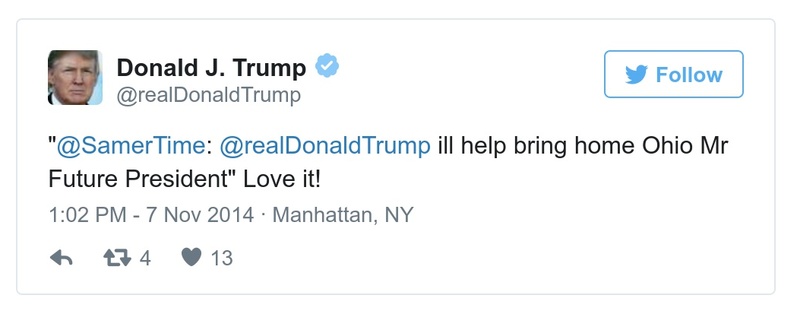 Donald J. Trump
@realDonaldTrump
Follow
"@SamerTime: @realDonaldTrump ill help bring home Ohio Mr
Future President" Love it!
1:02 PM - 7 Nov 2014 · Manhattan, NY
4 13